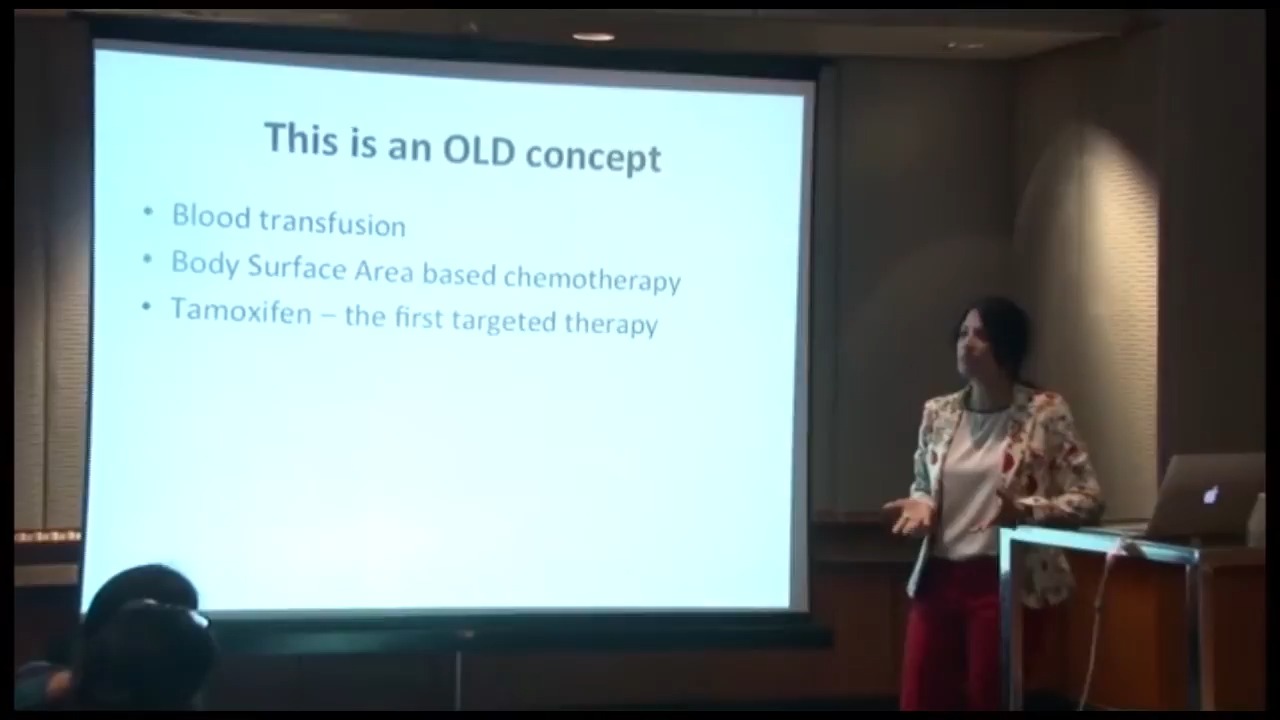 This is an OLD concept
• Blood transfusion
• Body Surface Area based chemotherapy
• Tamoxifen – the first targeted therapy